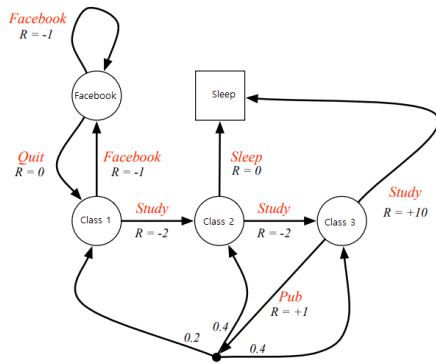 Facebook
R = -1
Facebook
Sleep
Quit
R = 0
Facebook
R = -1
Sleep
R = 0
Study
R = +10
Class 1
Study
R = -2
Class 2
Study
R = -2
Class 3
Pub
R = +1
0.2
0.4
0.4